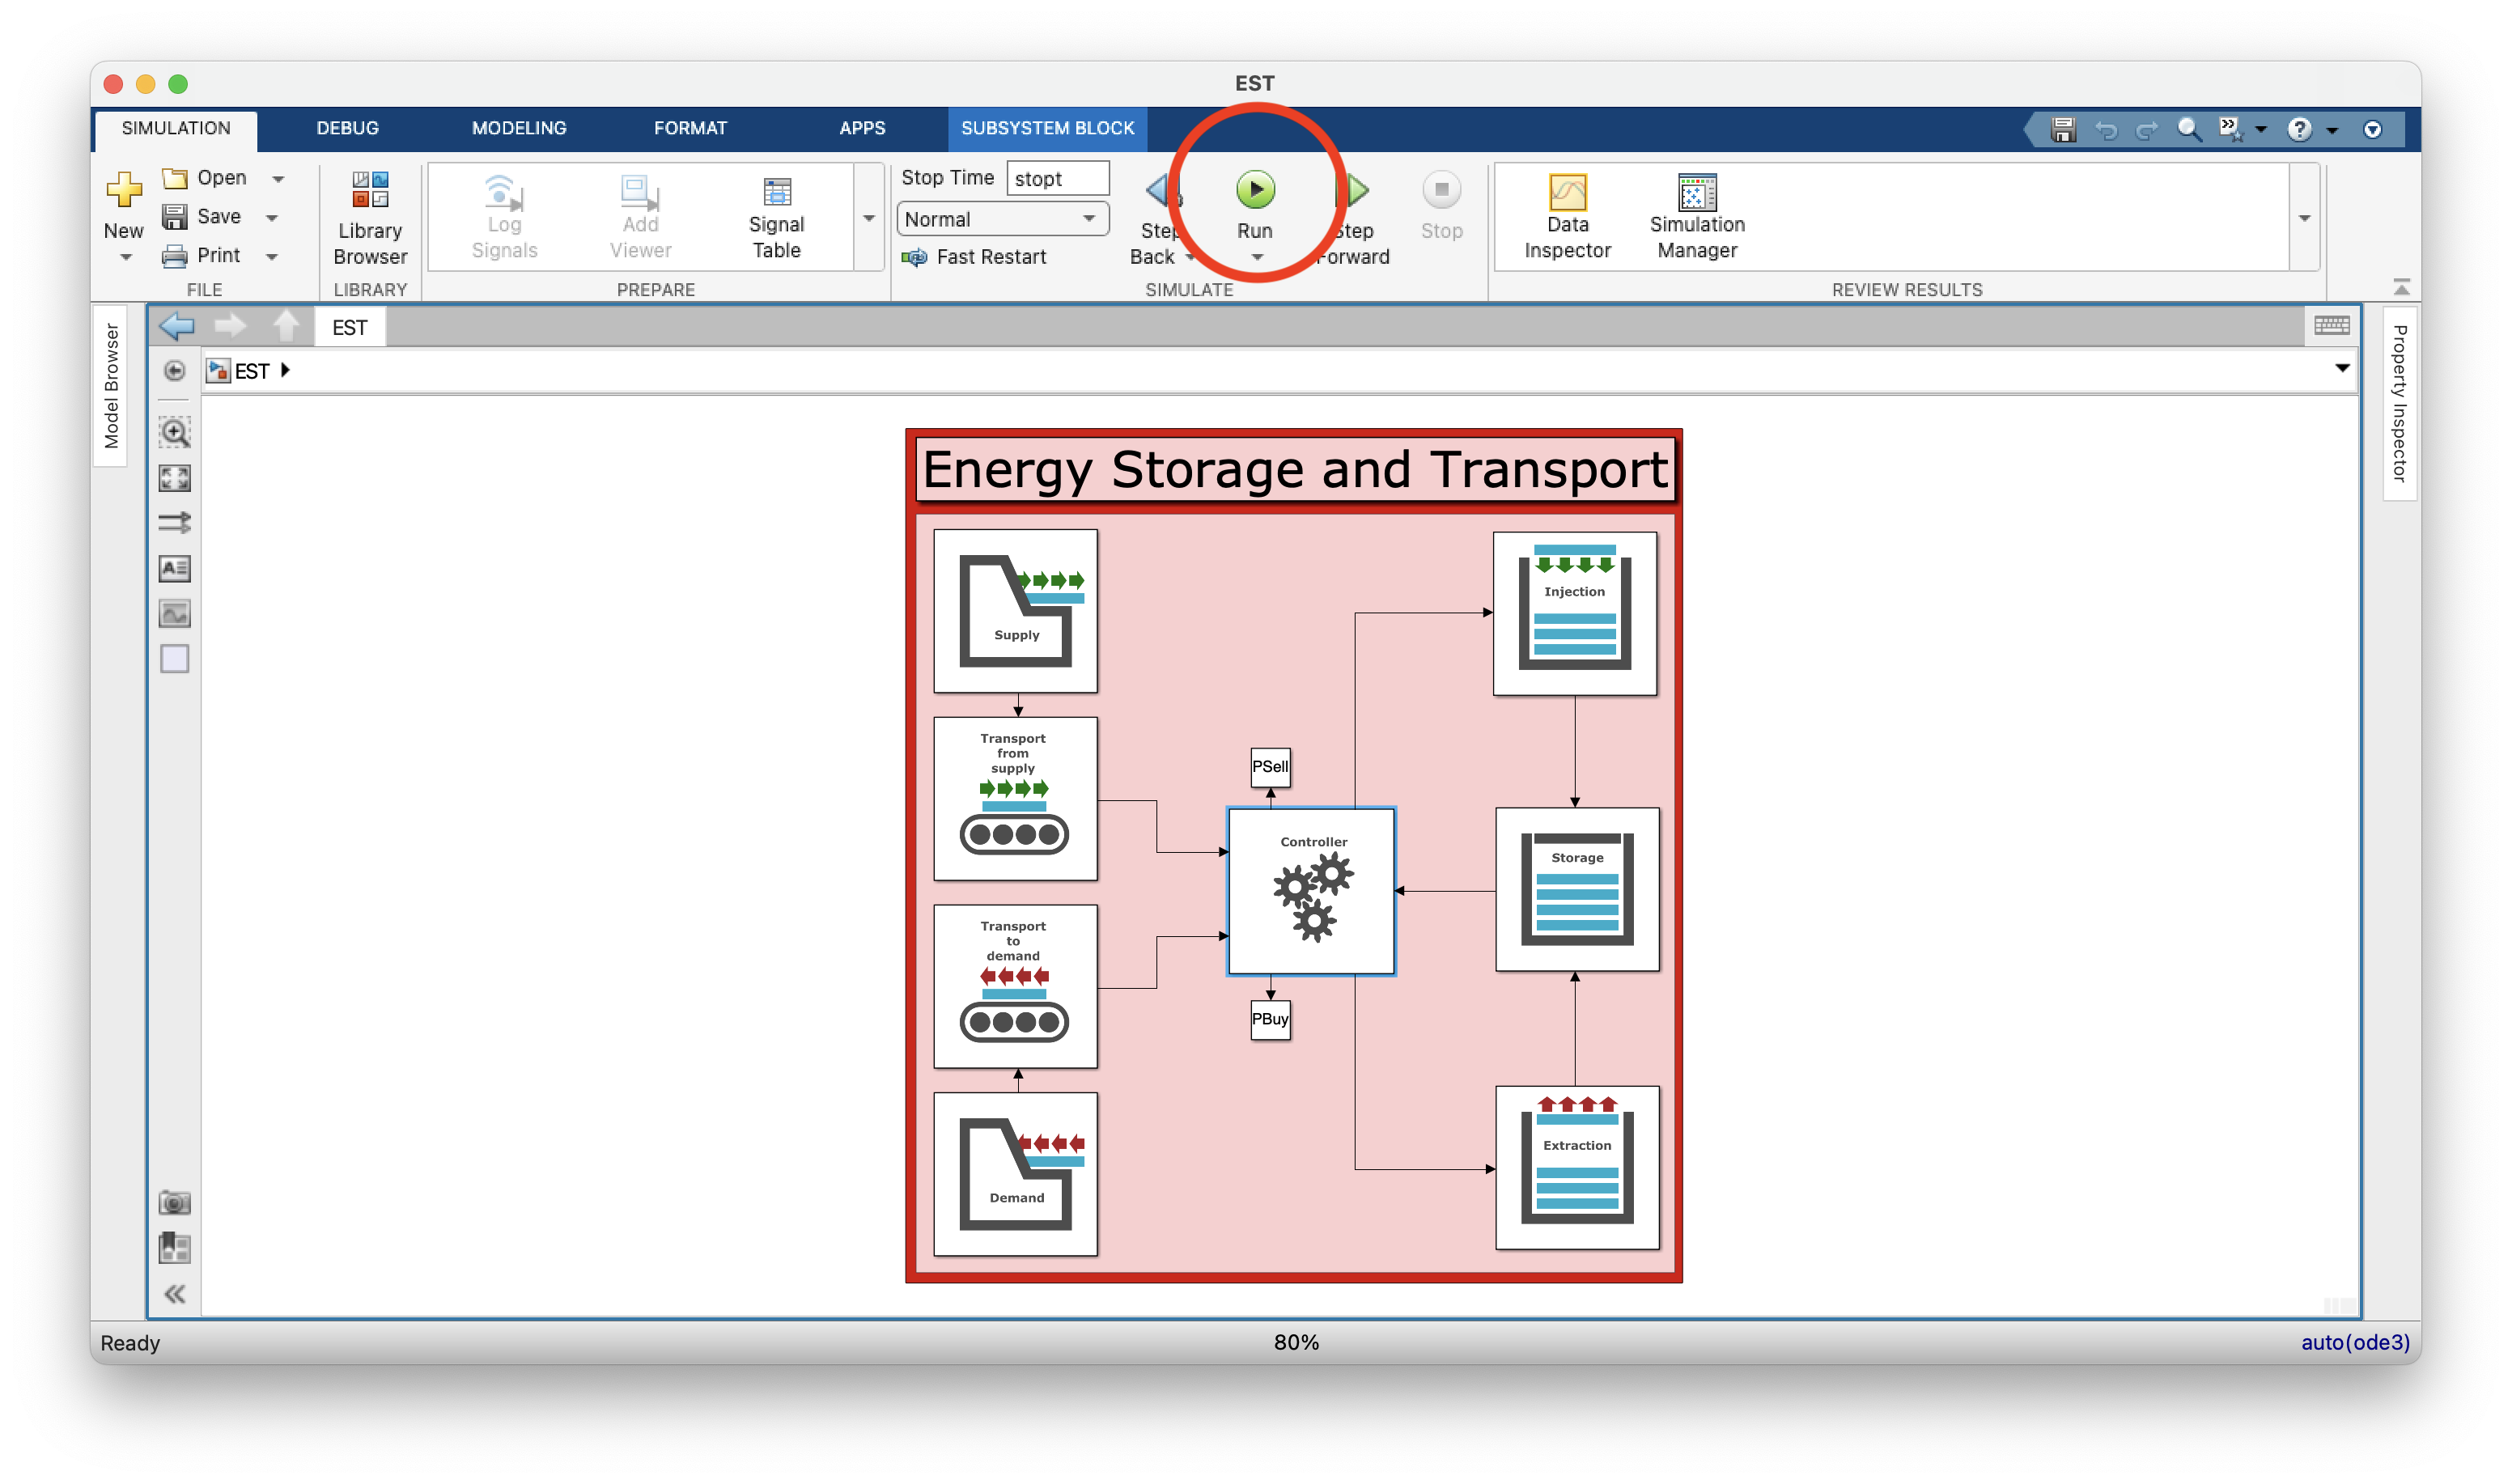 EST
SIMULATION
DEBUG
MODELING
FORMAT
APPS
SUBSYSTEM BLOCK
New
Open
Save
Print
FILE
Library
Browser
LIBRARY
Log
Signals
Add
Viewer
Signal
Table
PREPARE
Stop Time
stopt
Normal
Fast Restart
Step
Back
Run
Step
Forward
Stop
SIMULATE
Data
Inspector
Simulation
Manager
REVIEW RESULTS
Model Browser
EST
EST
Property Inspector
Energy Storage and Transport
Supply
Transport
from
supply
Transport
to
demand
Demand
PSell
Controller
PBuy
Injection
Storage
Extraction
Ready
80%
auto(ode3)